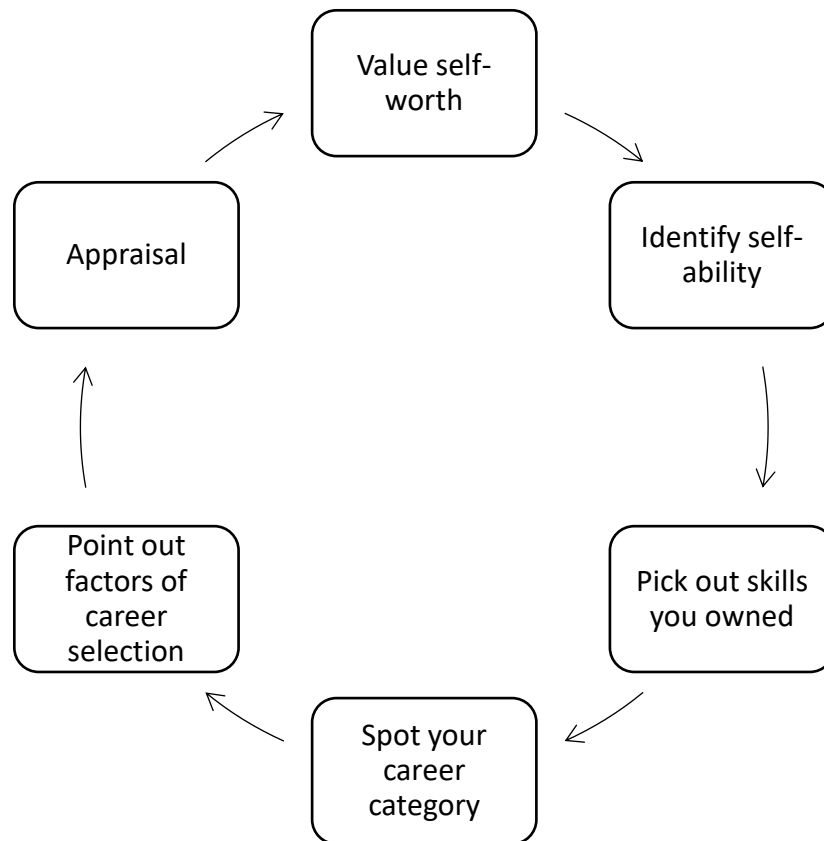 Value self-
worth
Identify self-
ability
Pick out skills
you owned
Spot your
career
category
Point out
factors of
career
selection
Appraisal